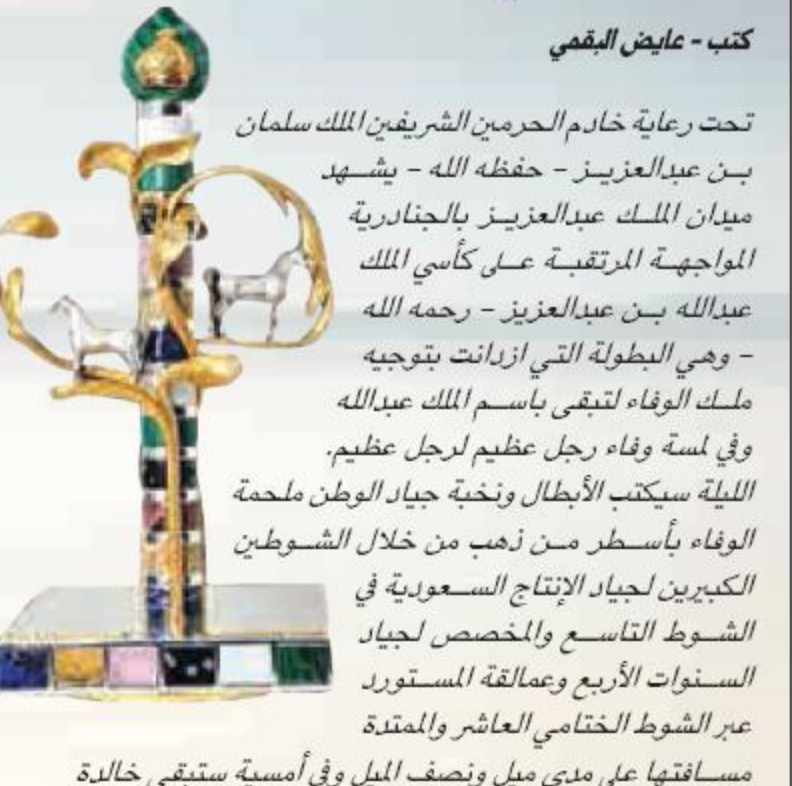 كتب - عايض البقمي
تحت رعاية خادم الحرمين الشريفين الملك سلمان
بن عبدالعزيز - حفظه الله - يشهد
ميدان الملك عبدالعزيز بالجنادرية
المواجهة المرتقبة على كأسي الملك
عبدالله بن عبدالعزيز - رحمه الله
- وهي البطولة التي ازدانت بتوجيه
ملك الوفاء لتبقى باسم الملك عبدالله
وفي لمسة وفاء رجل عظيم لرجل عظيم.
الليلة سيكتب الأبطال ونخبة جياد الوطن ملحمة
الوفاء بأسطر من ذهب من خلال الشوطين
الكبيرين لجياد الإنتاج السعودية في
الشوط التاسع والمخصص لجياد
السنوات الأربع وعمالقة المستورد
عبر الشوط الختامي العاشر والممتدة
مسافتها على مدى ميل ونصف الميل وفي أمسية ستبقى خالدة